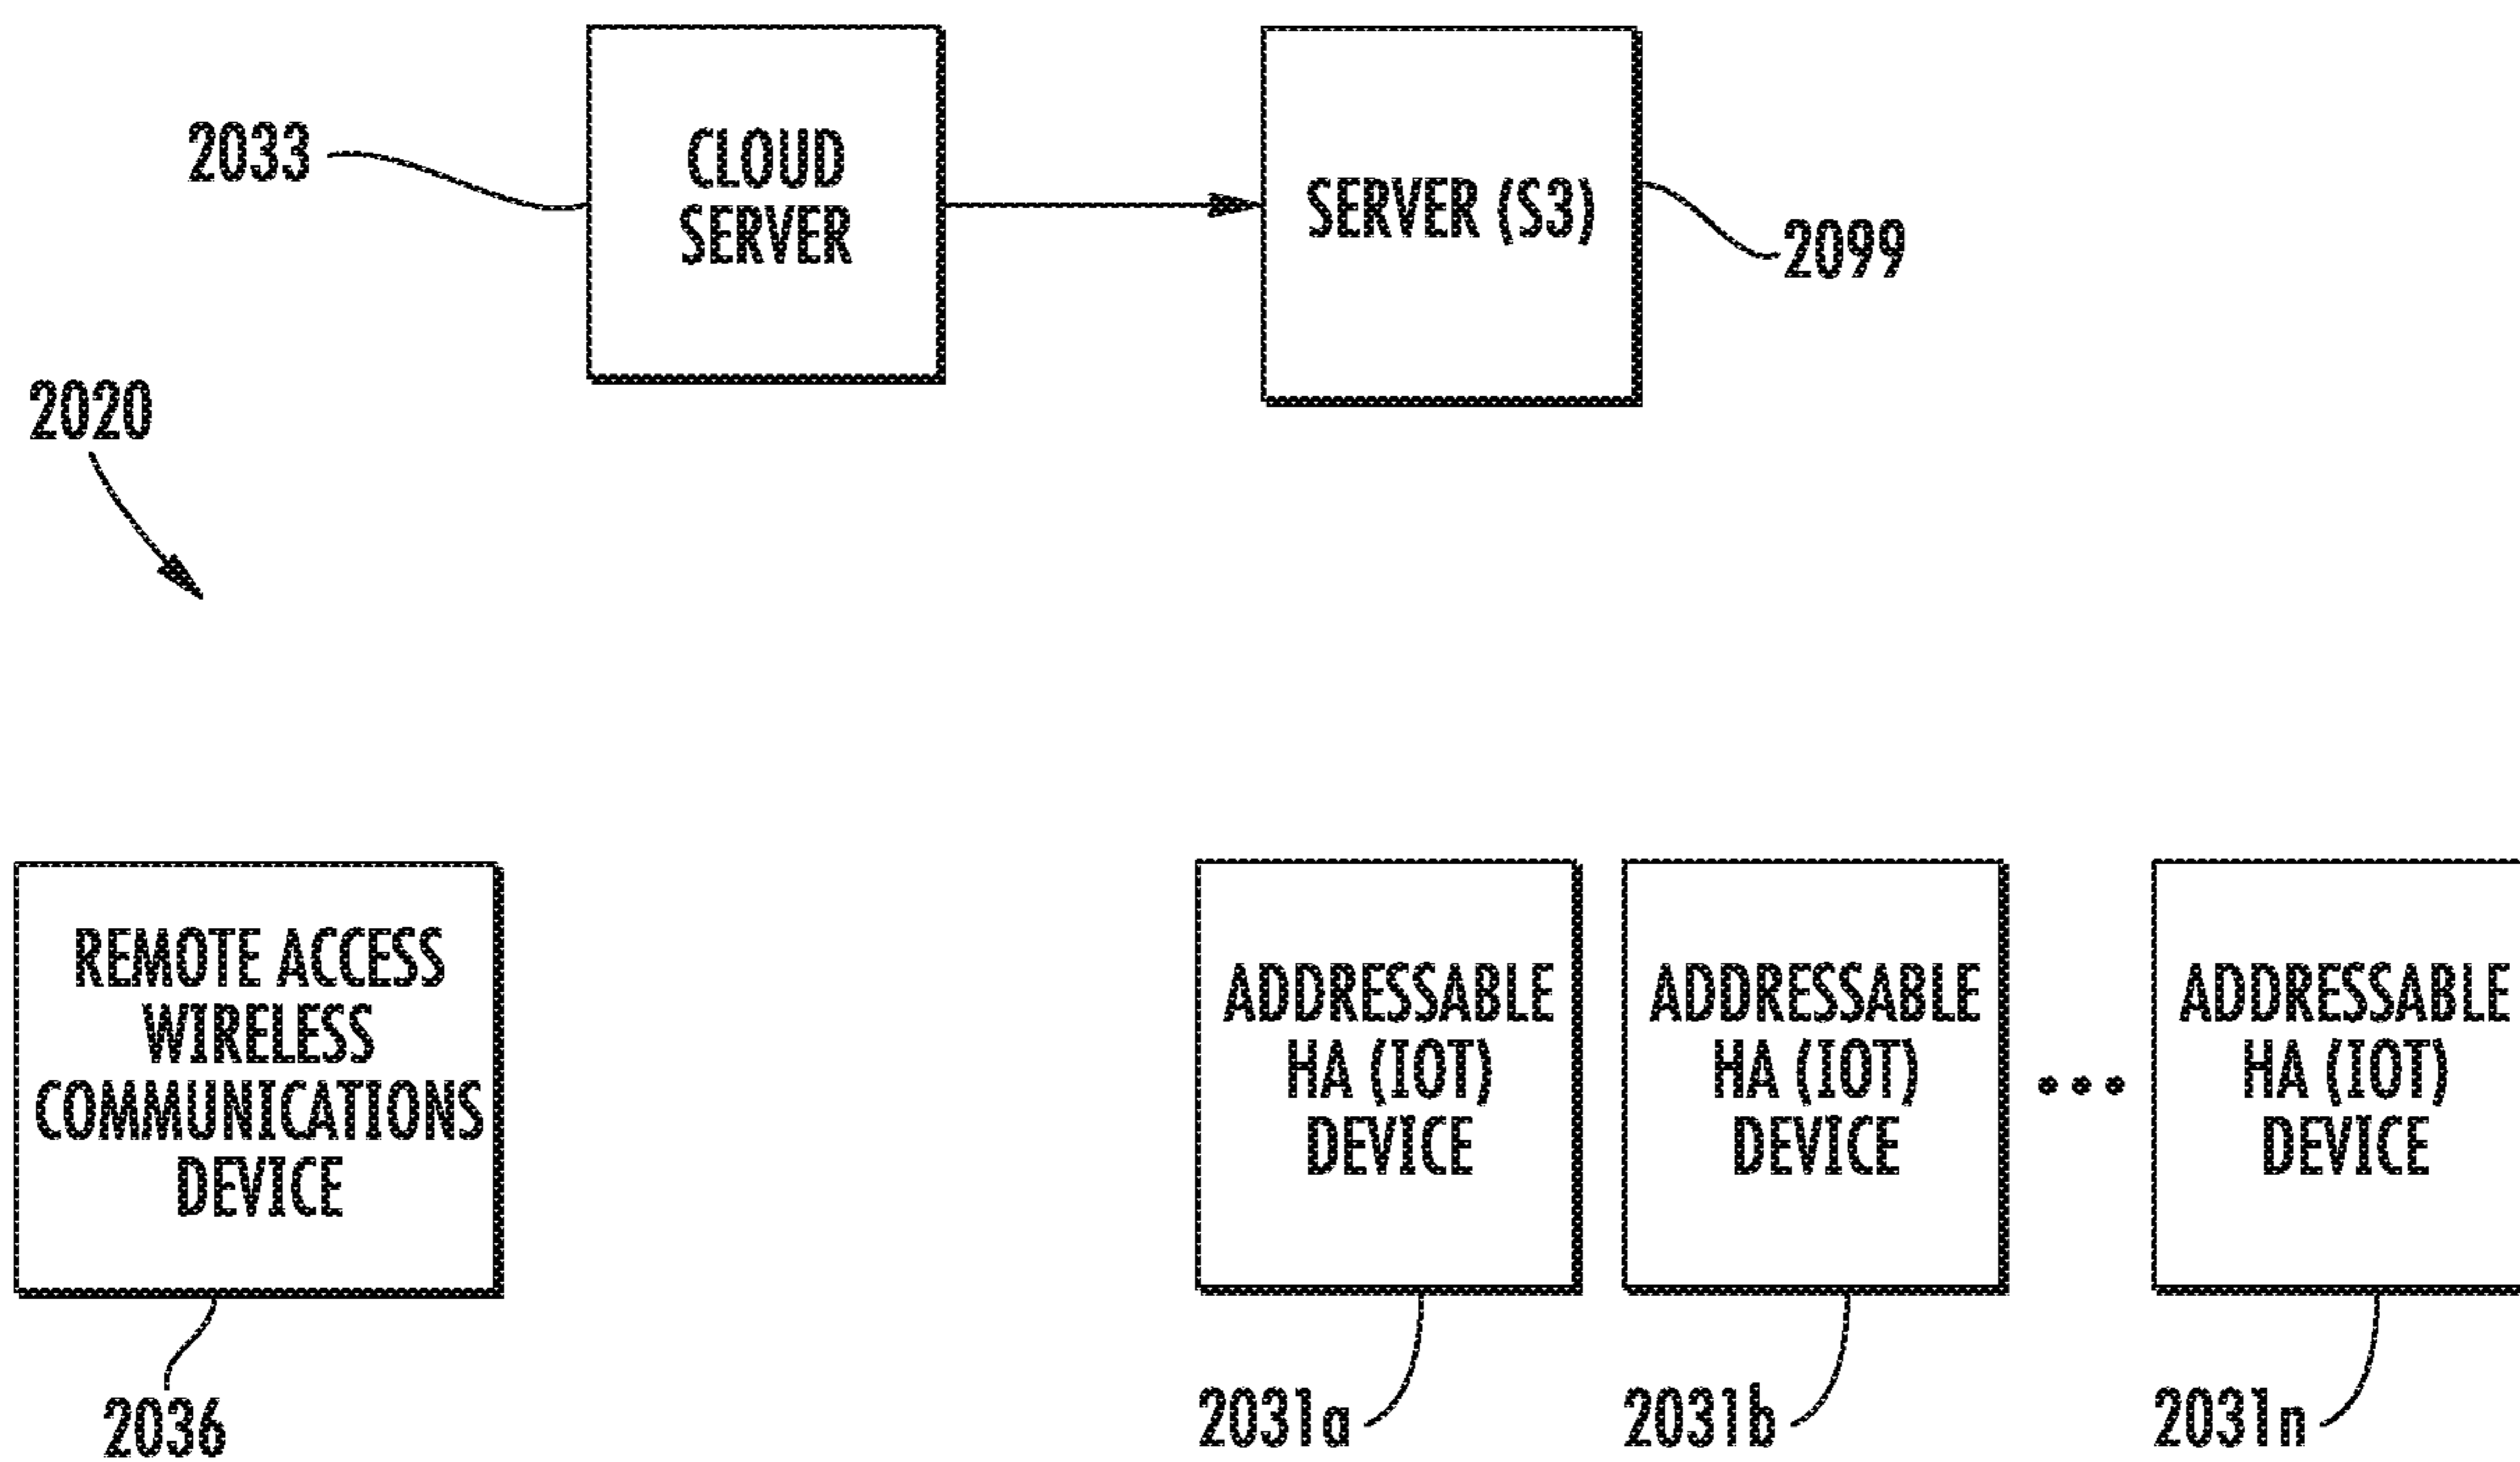 2033
CLOUD
SERVER
SERVER (S3)
2099
2020
REMOTE ACCESS
WIRELESS
COMMUNICATIONS
DEVICE
2036
ADDRESSABLE
HA (IOT)
DEVICE
2031a
ADDRESSABLE
HA (IOT)
DEVICE
2031b
•••
ADDRESSABLE
HA (IOT)
DEVICE
2031n